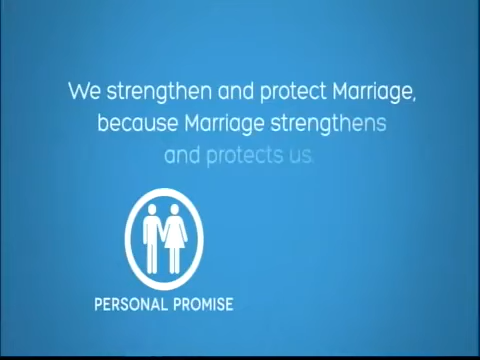 We strengthen and protect Marriage,
because Marriage strengthens
and protects us.
PERSONAL PROMISE